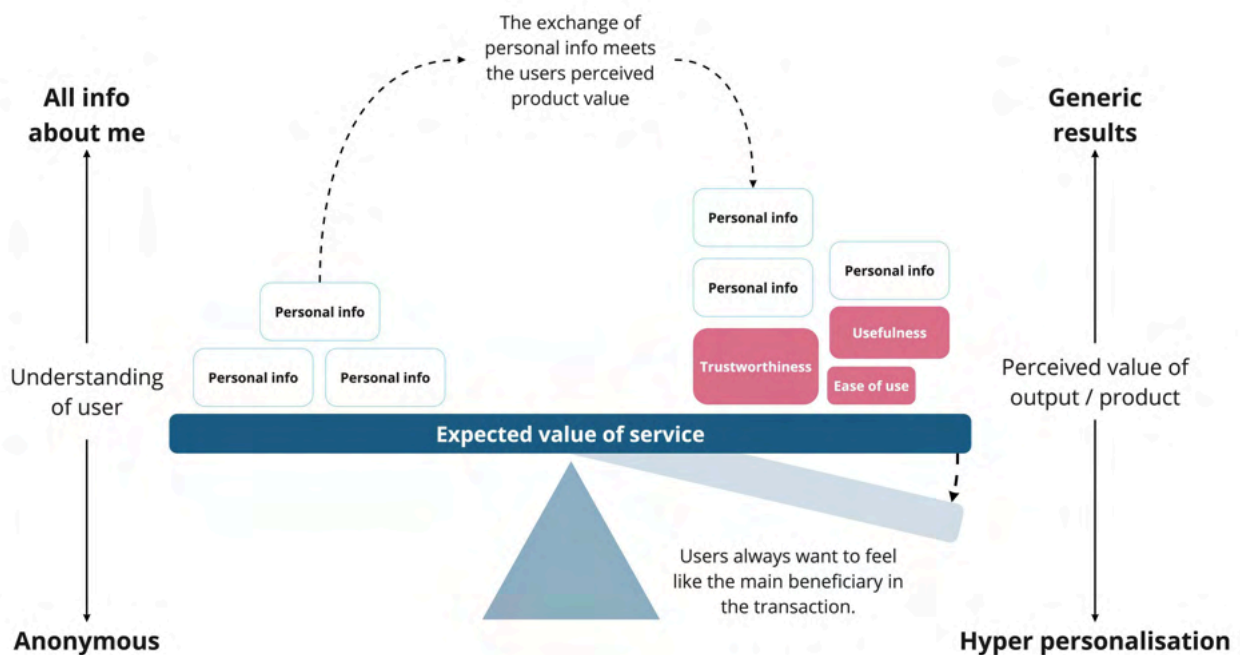 The exchange of
personal info meets
the users perceived
product value
All info
about me
Generic
results
Personal info
Personal info
Personal info
Personal info
Personal info
Usefulness
Personal info
Trustworthiness
Personal info
Ease of use
Understanding
of user
Perceived value of
output / product
Expected value of service
Users always want to feel
like the main beneficiary in
the transaction.
Anonymous
Hyper personalisation